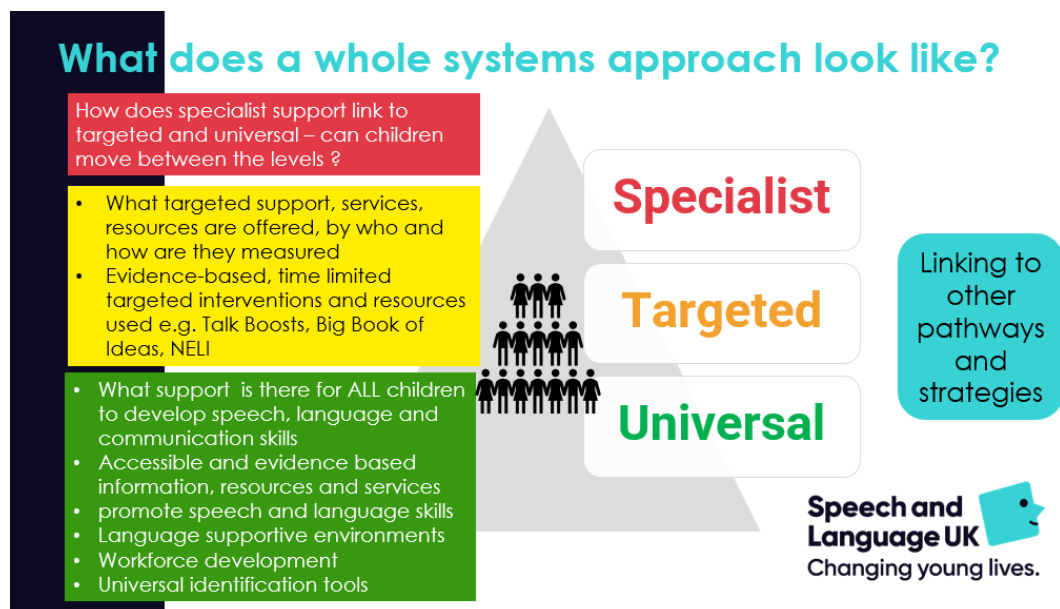 What does a whole systems approach look like?
How does specialist support link to
targeted and universal – can children
move between the levels ?
• What targeted support, services,
resources are offered, by who and
how are they measured
• Evidence-based, time limited
targeted interventions and resources
used e.g. Talk Boosts, Big Book of
Ideas, NELI
• What support  is there for ALL children
to develop speech, language and
communication skills
• Accessible and evidence based
information, resources and services
• promote speech and language skills
• Language supportive environments
• Workforce development
• Universal identification tools
Specialist
Targeted
Universal
Linking to
other
pathways
and
strategies
Speech and
Language UK
Changing young lives.